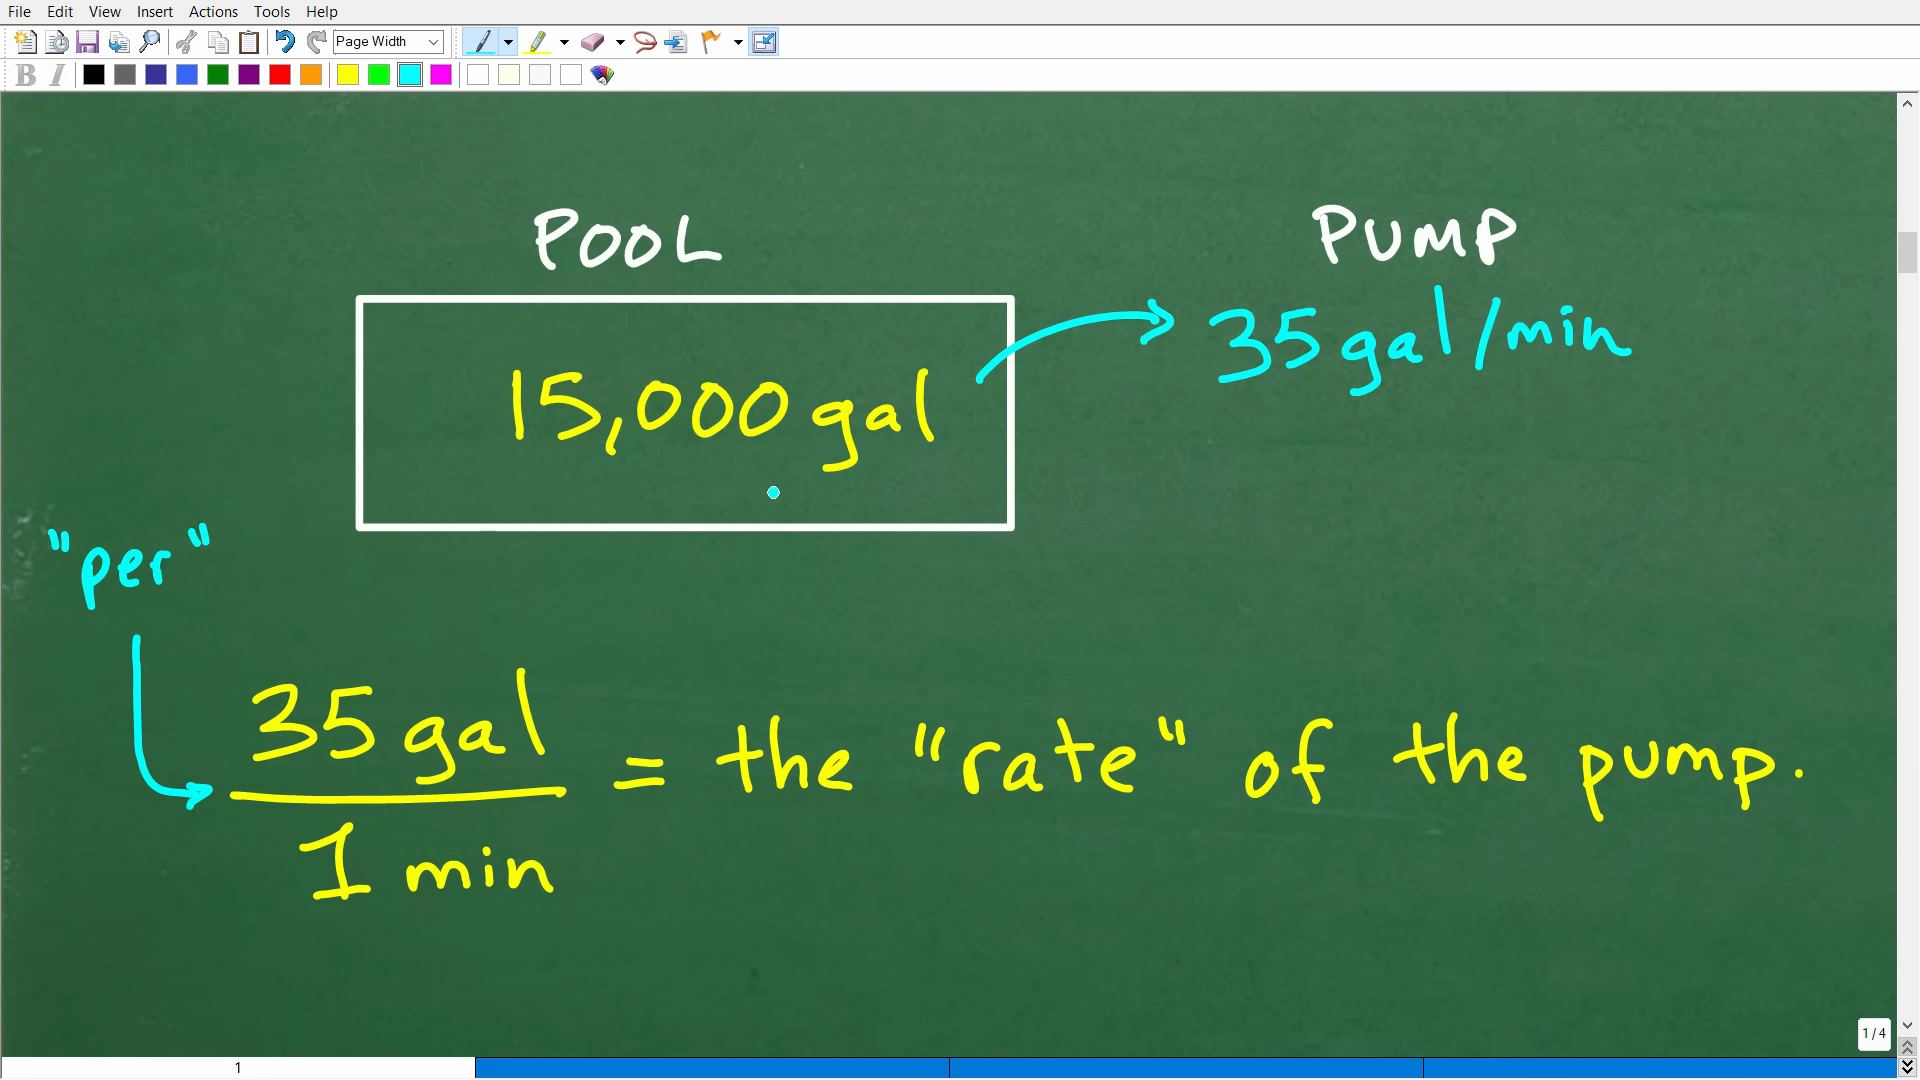 File Edit View Insert Actions Tools Help
Page Width
B I
POOL
PUMP
35 gal/min
15,000 gal
"per"
35 gal
1 min
= the "rate" of the pump.
1 / 4
1